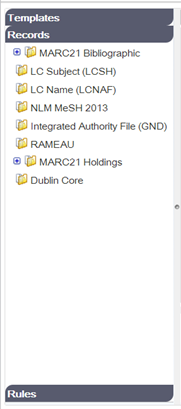 Templates
Records
MARC21 Bibliographic
LC Subject (LCSH)
LC Name (LCNAF)
NLM MeSH 2013
Integrated Authority File (GND)
RAMEAU
MARC21 Holdings
Dublin Core
Rules